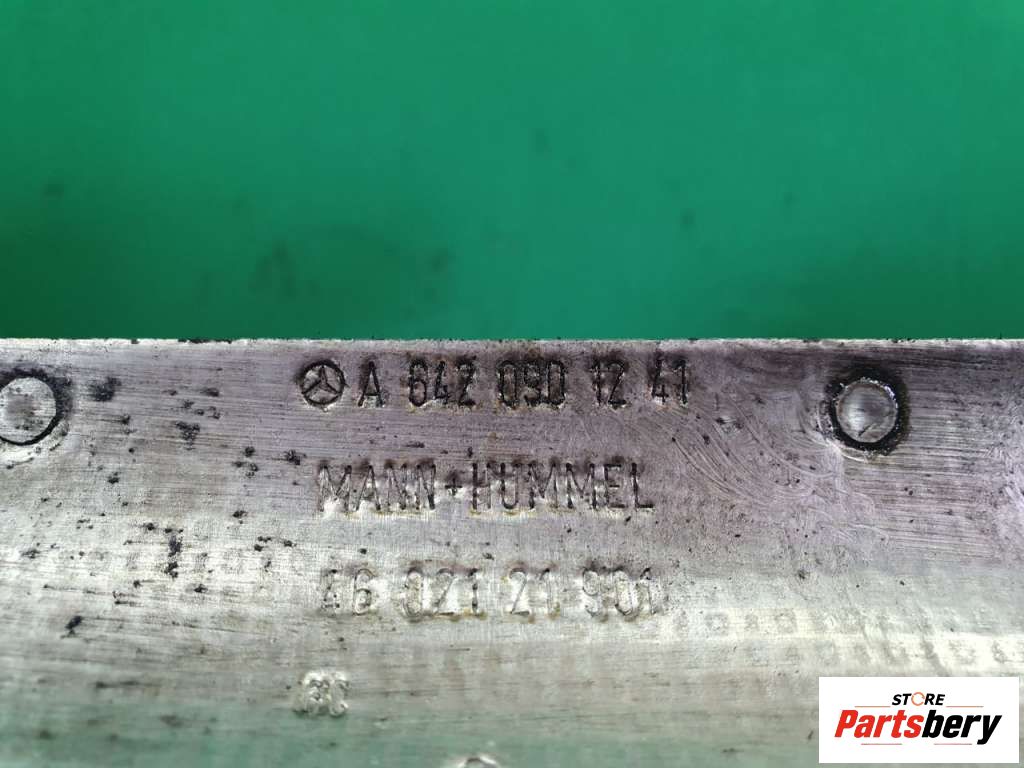 A 642 090 12 41
MANN+HUMMEL
46 021 21 901
STORE
Partsbery